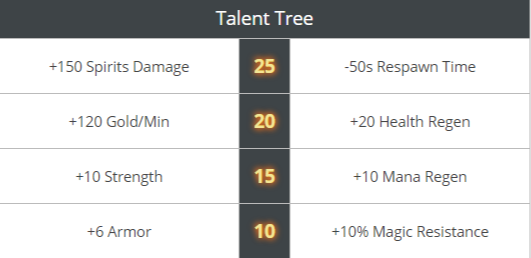 Talent Tree
+150 Spirits Damage 25 -50s Respawn Time
+120 Gold/Min 20 +20 Health Regen
+10 Strength 15 +10 Mana Regen
+6 Armor 10 +10% Magic Resistance